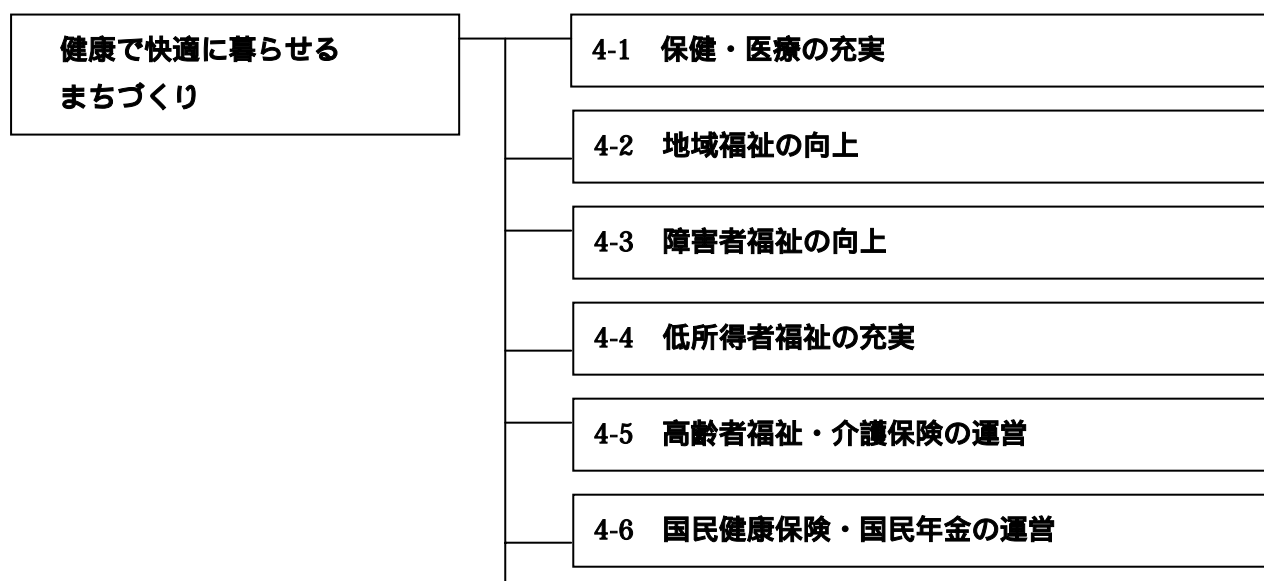 健康で快適に暮らせる
まちづくり
4-1 保健・医療の充実
4-2 地域福祉の向上
4-3 障害者福祉の向上
4-4 低所得者福祉の充実
4-5 高齢者福祉・介護保険の運営
4-6 国民健康保険・国民年金の運営